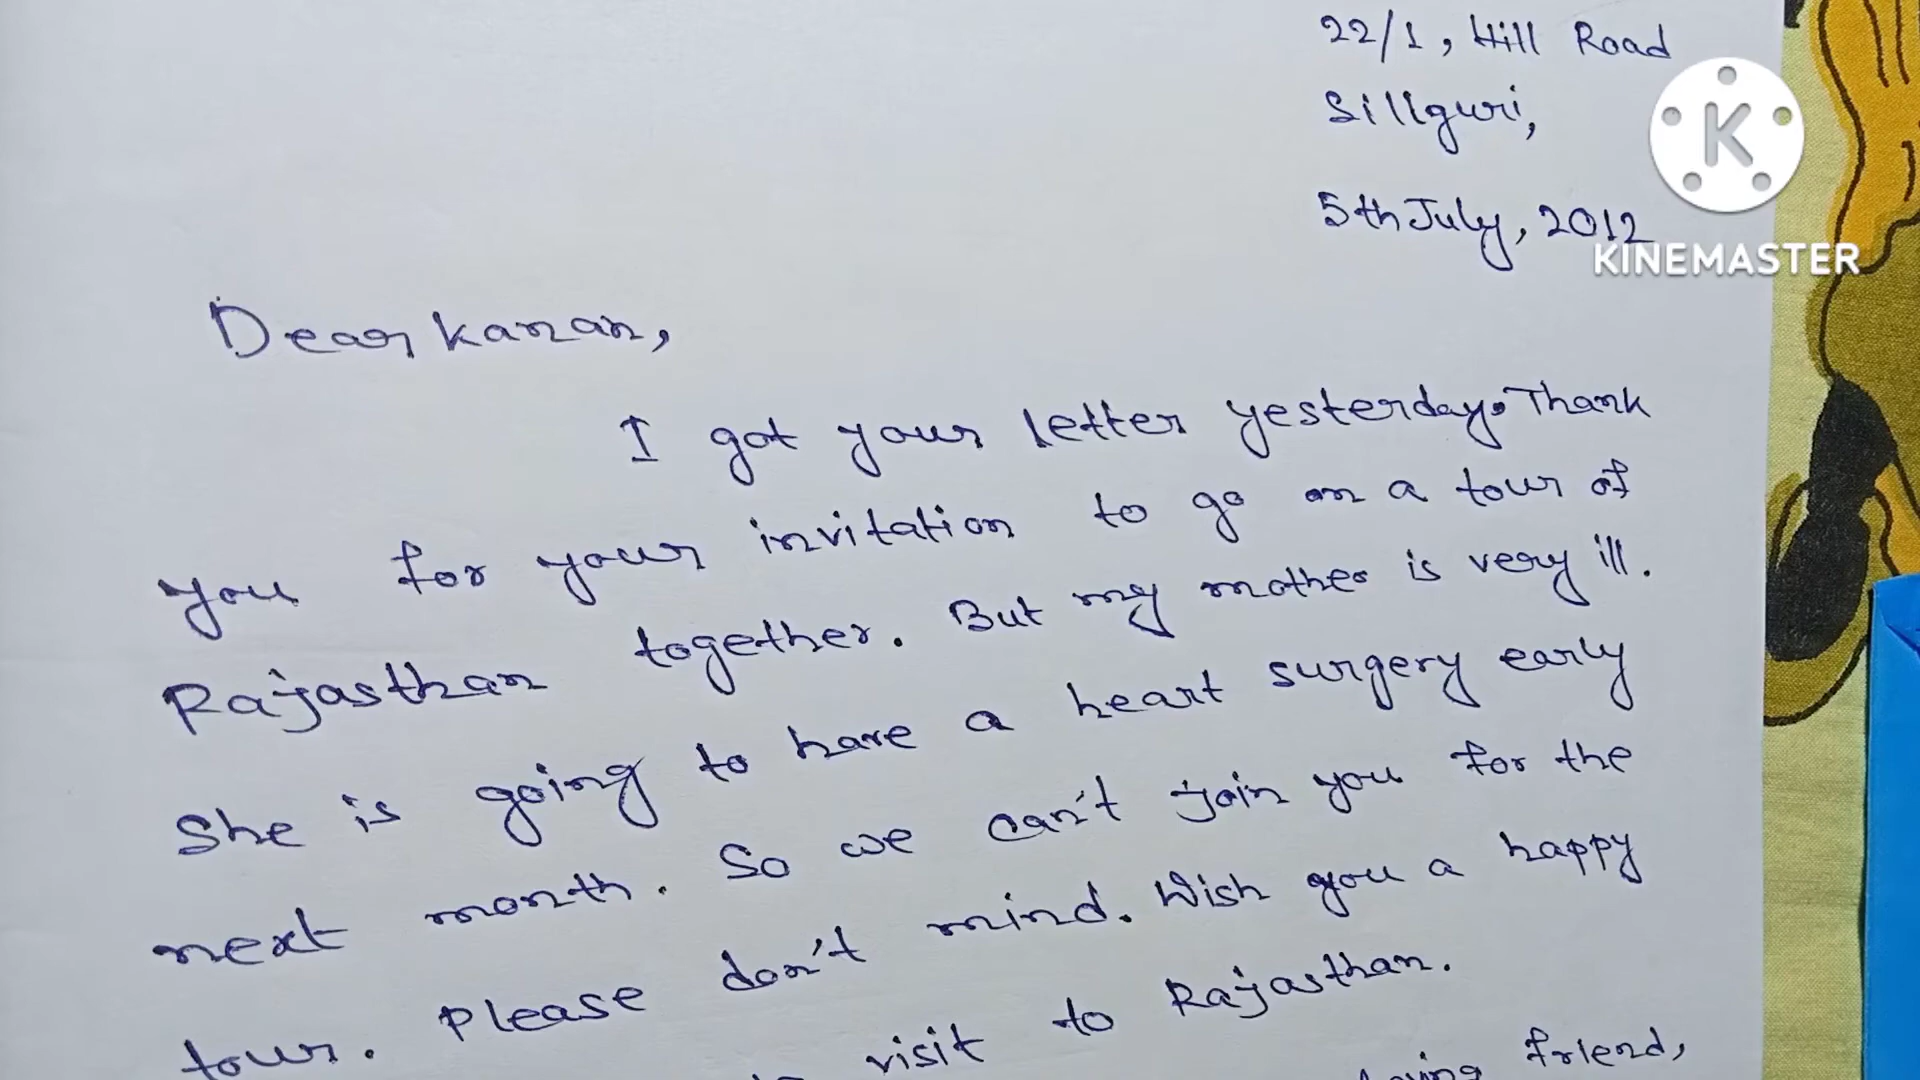 22/1, Hill Road
Sillguri,
5th July, 2012
K
KINEMASTER
Dear Kanan,
I got your letter yesterday. Thank
you for your invitation to go on a tour of
Rajasthan together. But my mother is very ill.
She is going to have a heart surgery early
next month. So we can't join you for the
tour. Please don't mind. Wish you a happy
visit to Rajasthan.
friend,